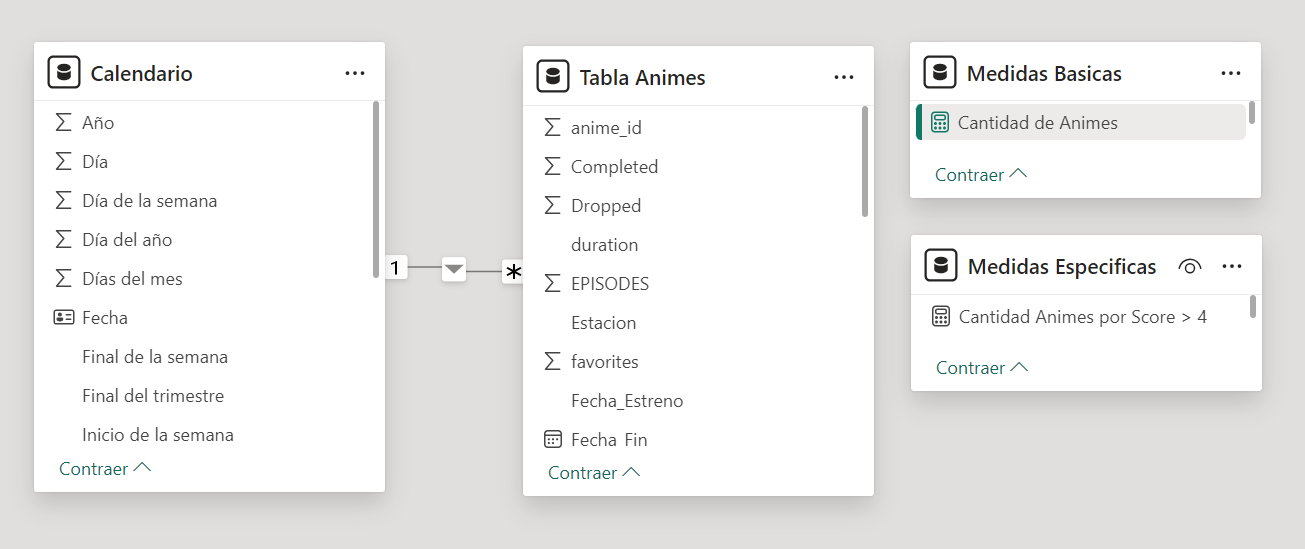 Calendario
Año
Día
Día de la semana
Día del año
Días del mes
Fecha
Final de la semana
Final del trimestre
Inicio de la semana
Contraer
1
*
Tabla Animes
anime_id
Completed
Dropped
duration
EPISODES
Estacion
favorites
Fecha_Estreno
Fecha Fin
Contraer
Medidas Basicas
Cantidad de Animes
Contraer
Medidas Especificas
Cantidad Animes por Score > 4
Contraer